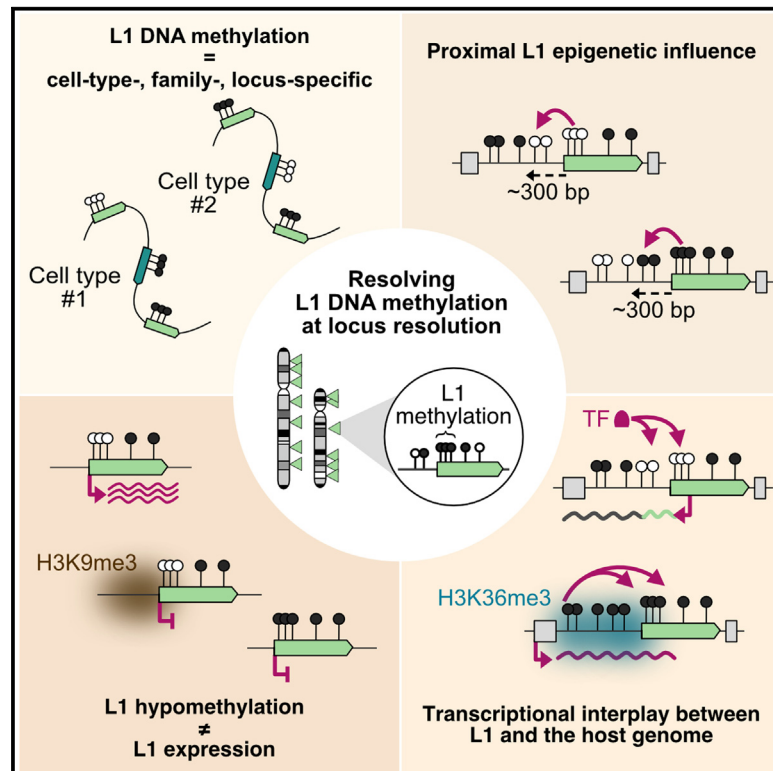 L1 DNA methylation
=
cell-type-, family-, locus-specific
Cell type
#2
Cell type
#1
Proximal L1 epigenetic influence
~300 bp
~300 bp
Resolving
L1 DNA methylation
at locus resolution
L1
methylation
H3K9me3
L1 hypomethylation
≠
L1 expression
TF
H3K36me3
Transcriptional interplay between
L1 and the host genome